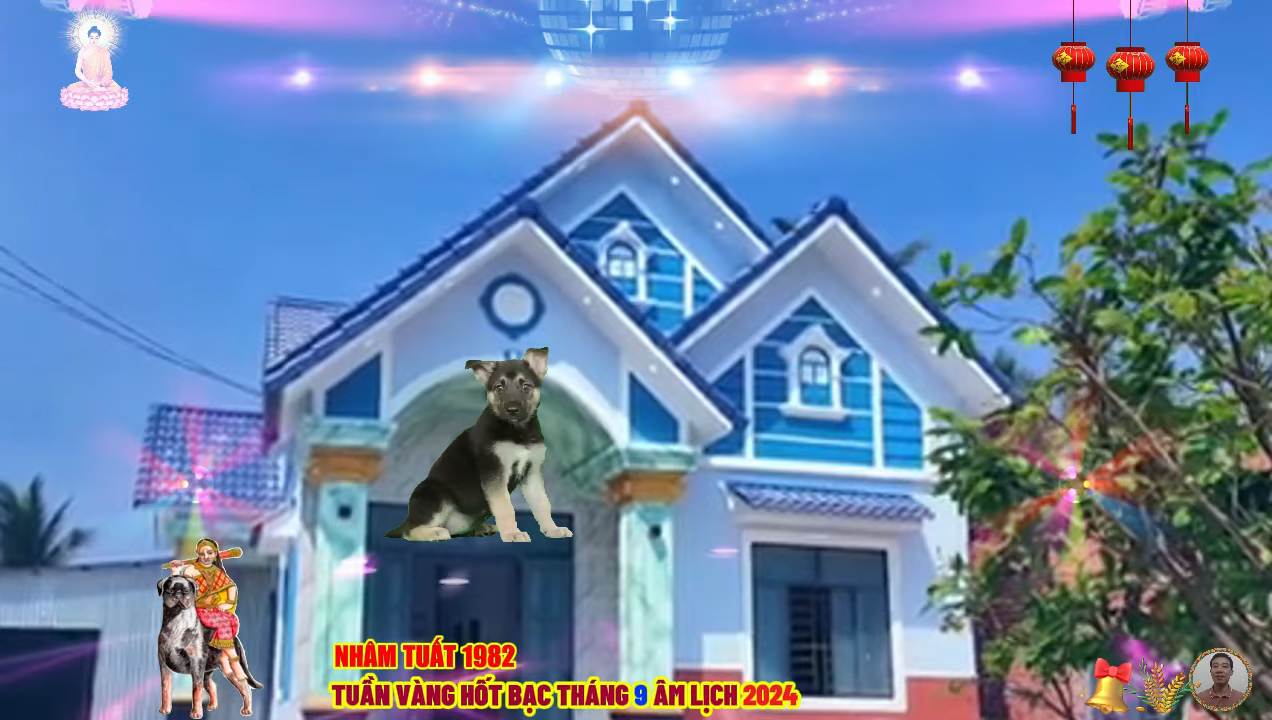 NHÂM TUẤT 1982
TUẦN VÀNG HỐT BẠC THÁNG 9 ÂM LỊCH 2024